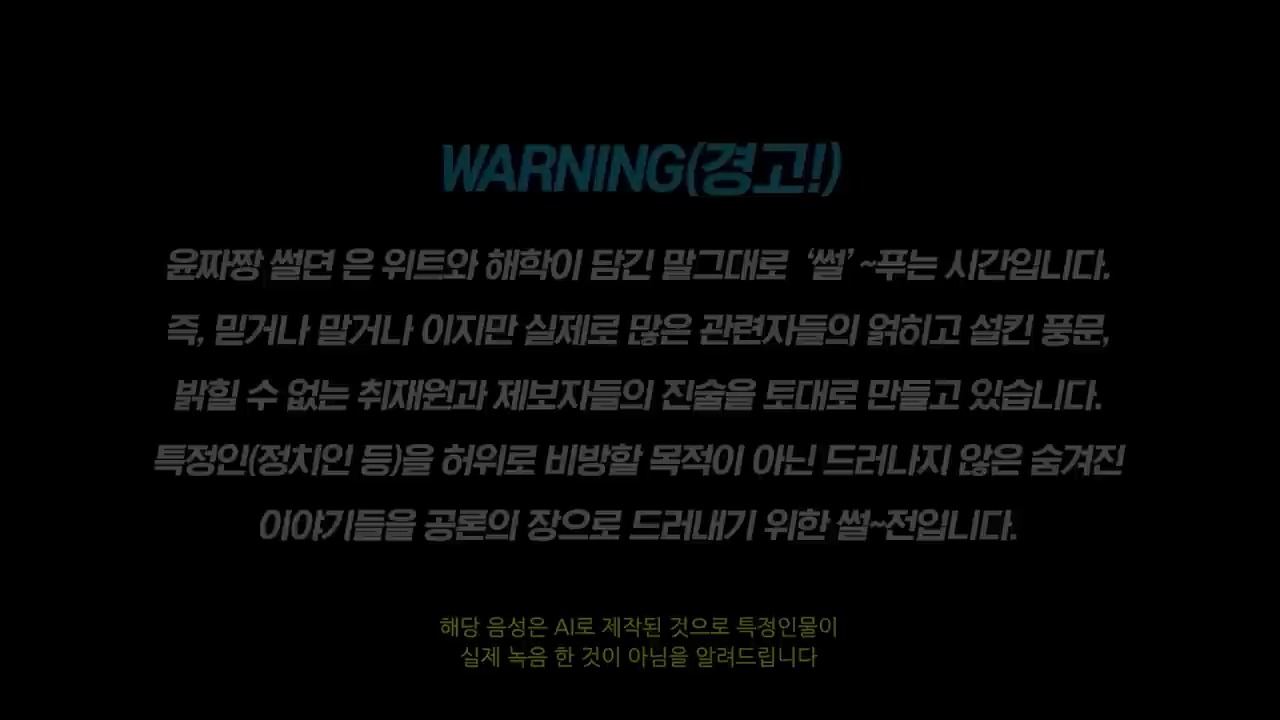 WARNING(경고!)
윤짜짱 썰뎐 은 위트와 해학이 담긴 말그대로 ‘썰’ ~푸는 시간입니다.
즉, 믿거나 말거나 이지만 실제로 많은 관련자들의 얽히고 설킨 풍문,
밝힐 수 없는 취재원과 제보자들의 진술을 토대로 만들고 있습니다.
특정인(정치인 등)을 허위로 비방할 목적이 아닌 드러나지 않은 숨겨진
이야기들을 공론의 장으로 드러내기 위한 썰~전입니다.
해당 음성은 AI로 제작된 것으로 특정인물이
실제 녹음 한 것이 아님을 알려드립니다